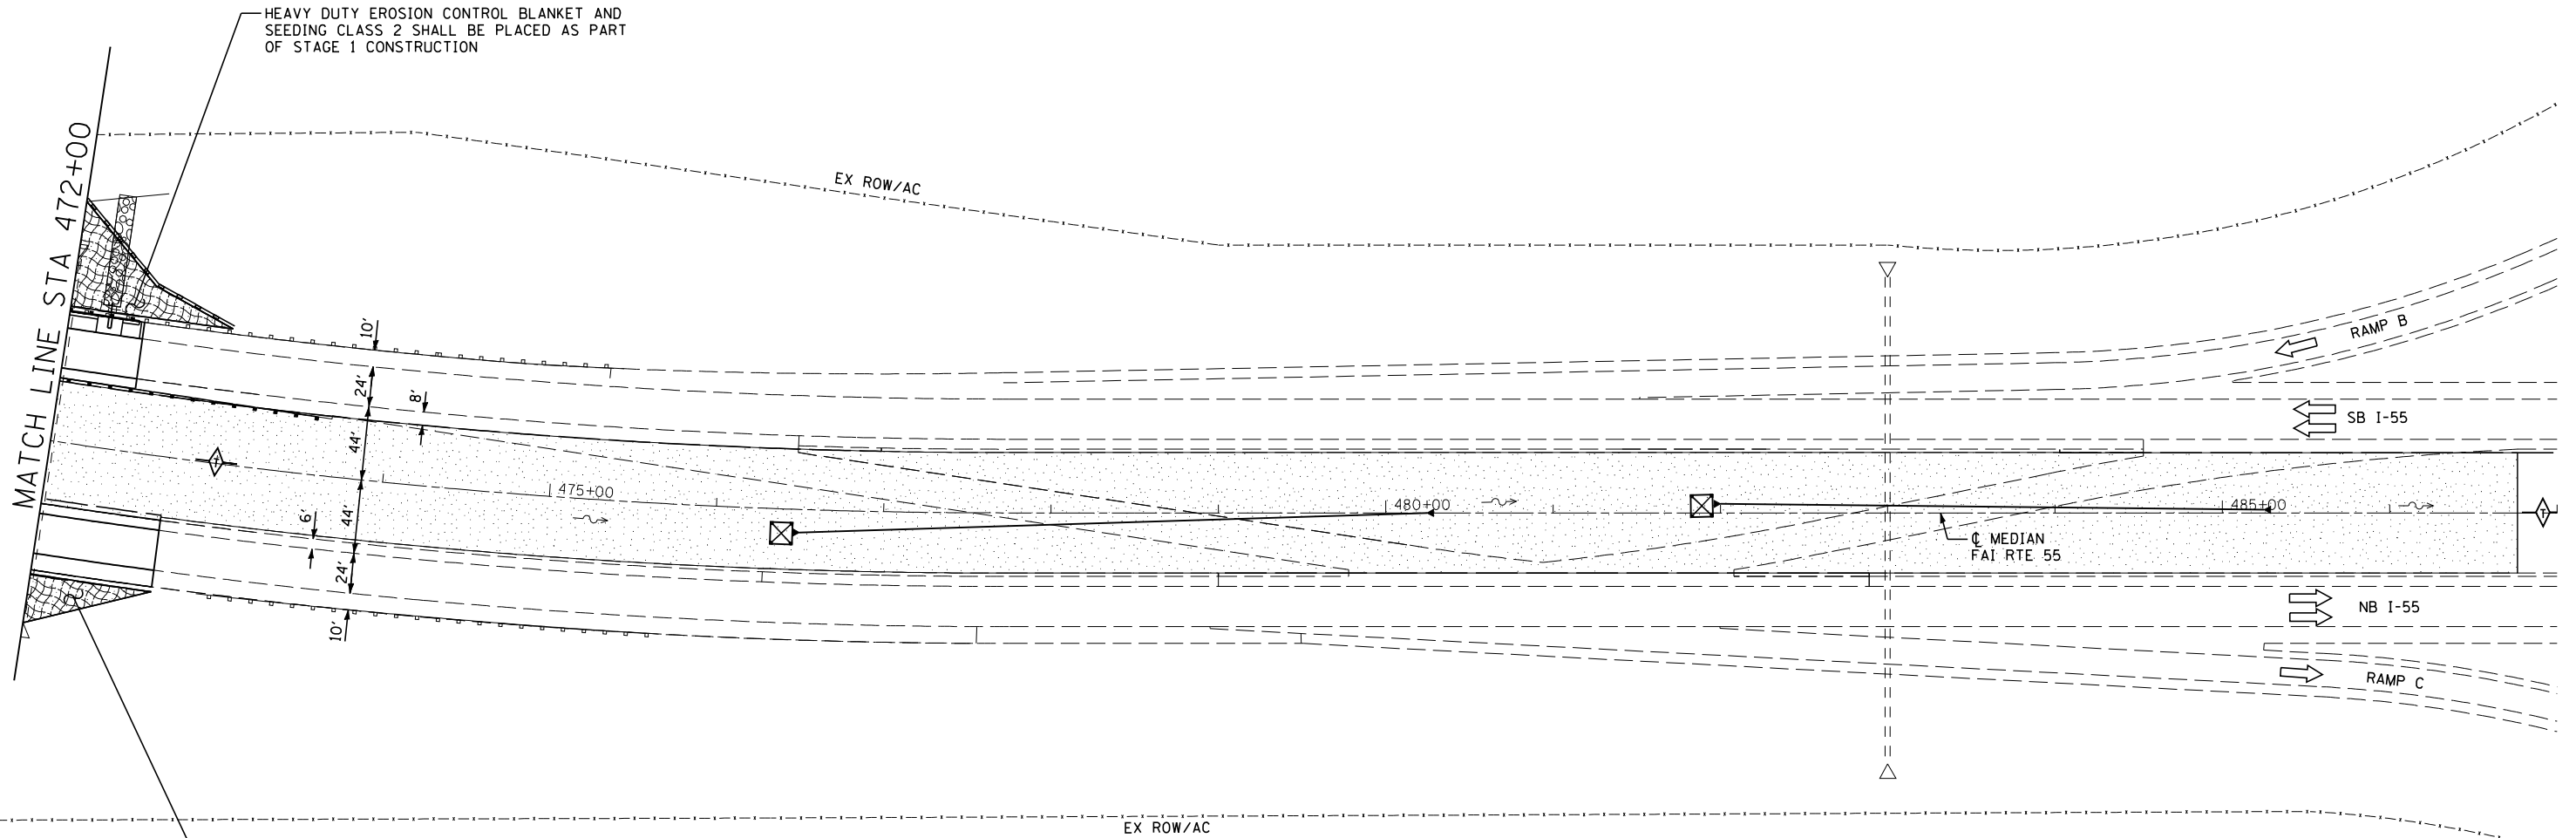 HEAVY DUTY EROSION CONTROL BLANKET AND
SEEDING CLASS 2 SHALL BE PLACED AS PART
OF STAGE 1 CONSTRUCTION
MATCH LINE STA 472+00
EX ROW/AC
10'
24'
8'
44'
44'
6'
24'
10'
T
475+00
480+00
485+00
T
℄ MEDIAN
FAI RTE 55
RAMP B
SB I-55
NB I-55
RAMP C
EX ROW/AC